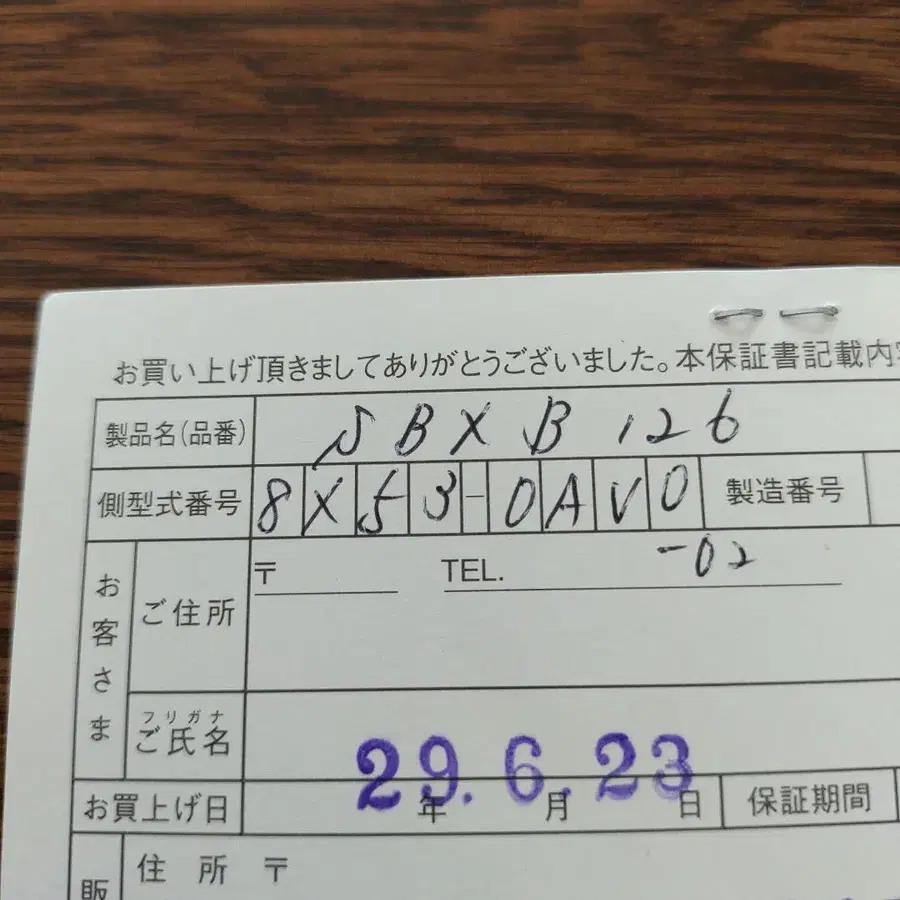 お買い上げ頂きましてありがとうございました。本保証書記載内
製品名(品番) SBXB126
側型式番号 8X53-0AV0 製造番号
-02
お客さま
ご住所 〒 TEL.
フリガナ
ご氏名
お買上げ日 29年.6月.23日 保証期間
販
住所 〒